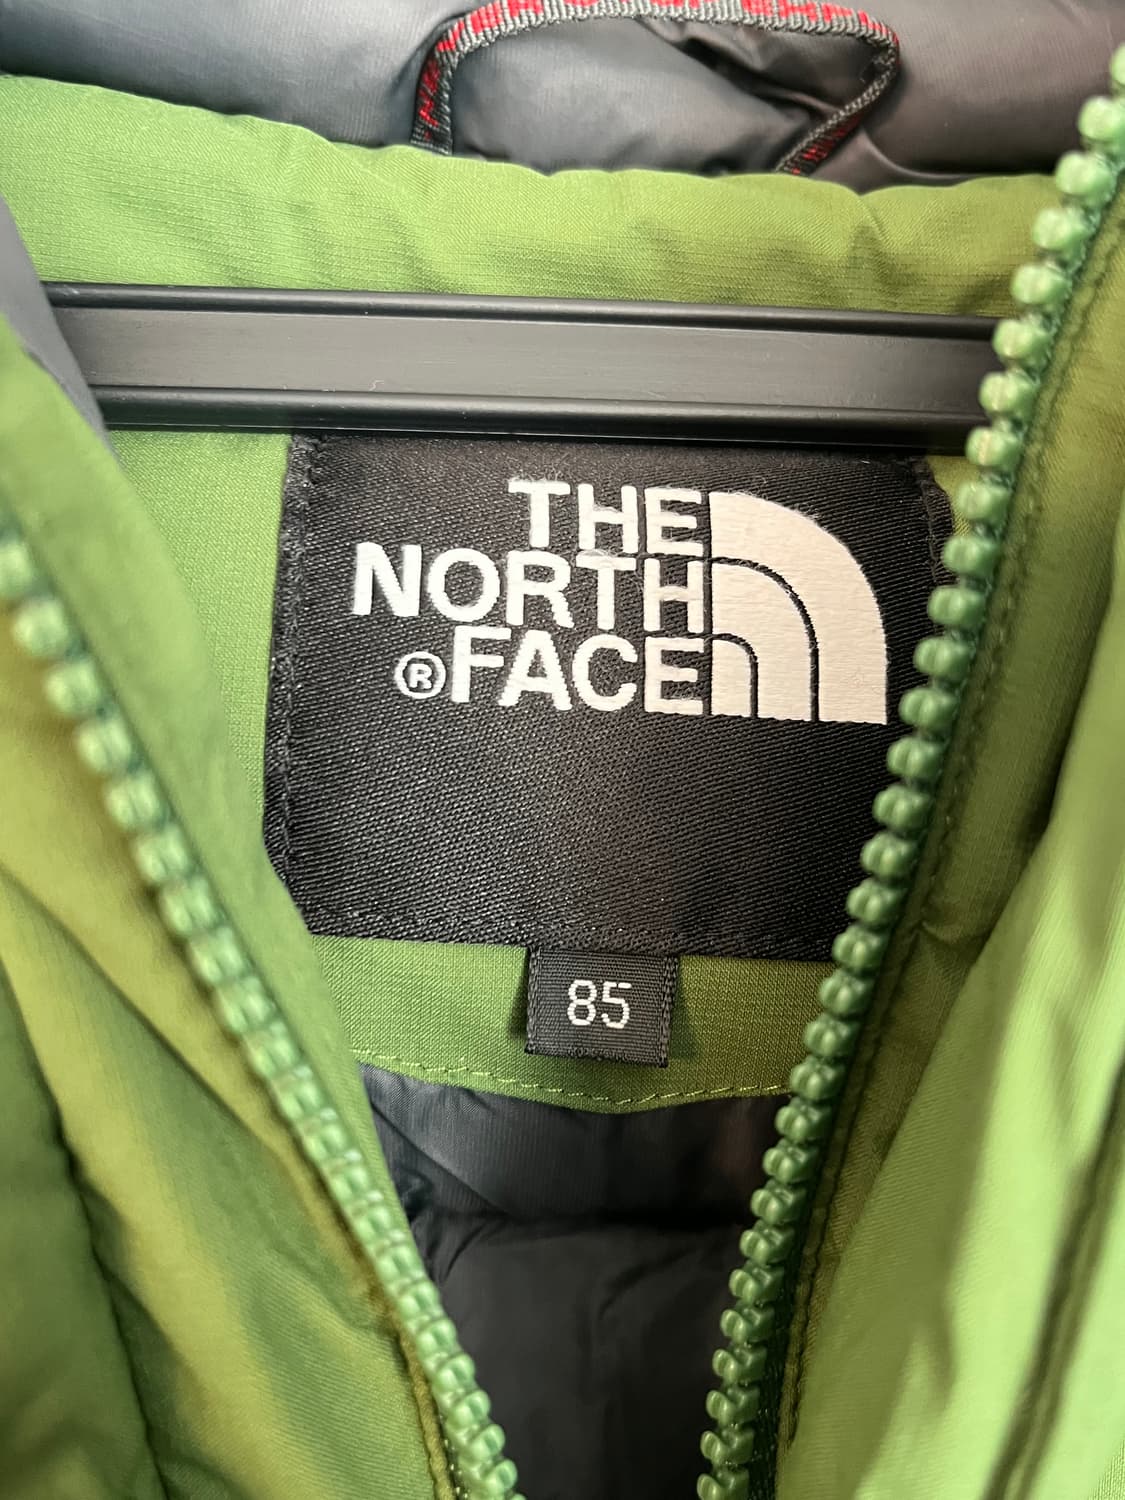 THE
NORTH
®FACE
85